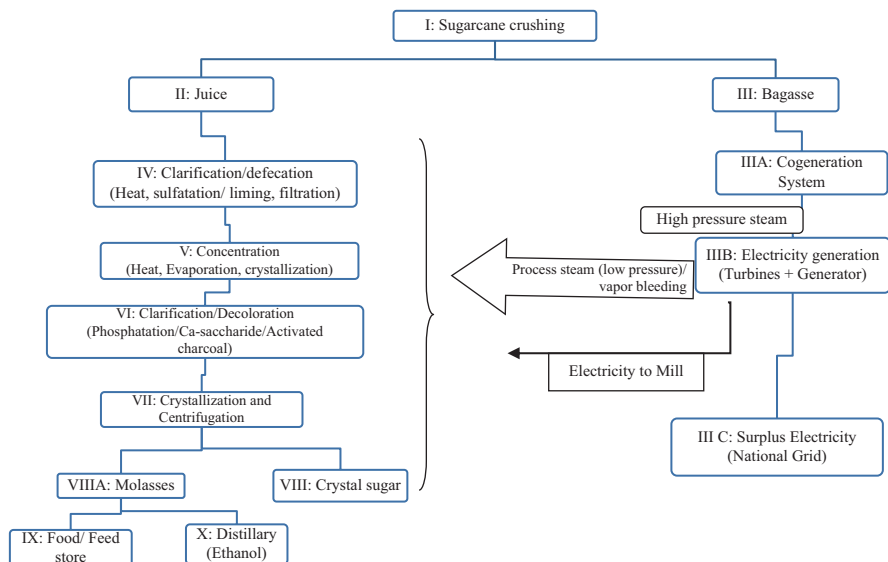 I: Sugarcane crushing
II: Juice
III: Bagasse
IV: Clarification/defecation
(Heat, sulfatation/ liming, filtration)
IIIA: Cogeneration
System
High pressure steam
V: Concentration
(Heat, Evaporation, crystallization)
Process steam (low pressure)/
vapor bleeding
IIIB: Electricity generation
(Turbines + Generator)
VI: Clarification/Decoloration
(Phosphatation/Ca-saccharide/Activated
charcoal)
Electricity to Mill
VII: Crystallization and
Centrifugation
III C: Surplus Electricity
(National Grid)
VIIIA: Molasses
VIII: Crystal sugar
IX: Food/ Feed
store
X: Distillary
(Ethanol)